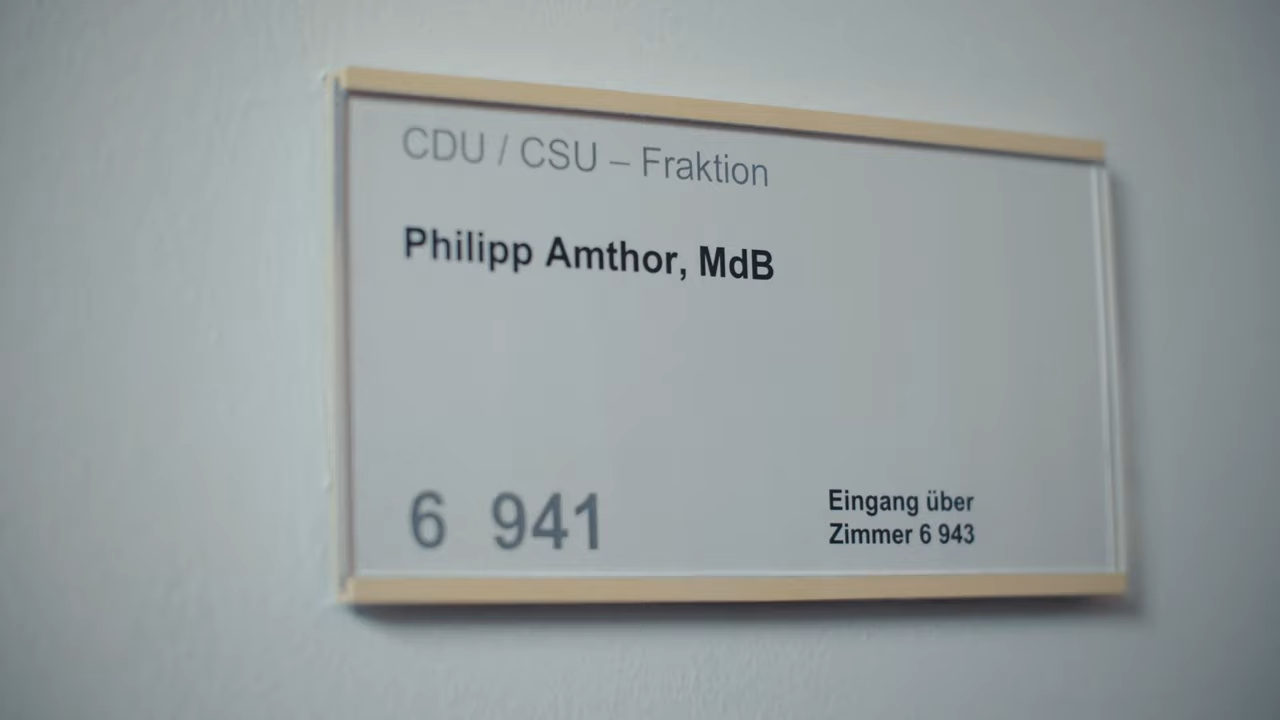 CDU / CSU – Fraktion
Philipp Amthor, MdB
6 941
Eingang über
Zimmer 6 943